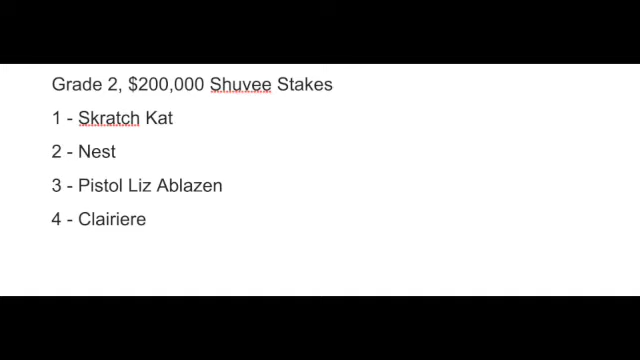 Grade 2, $200,000 Shuvee Stakes
1 - Skratch Kat
2 - Nest
3 - Pistol Liz Ablazen
4 - Clairiere